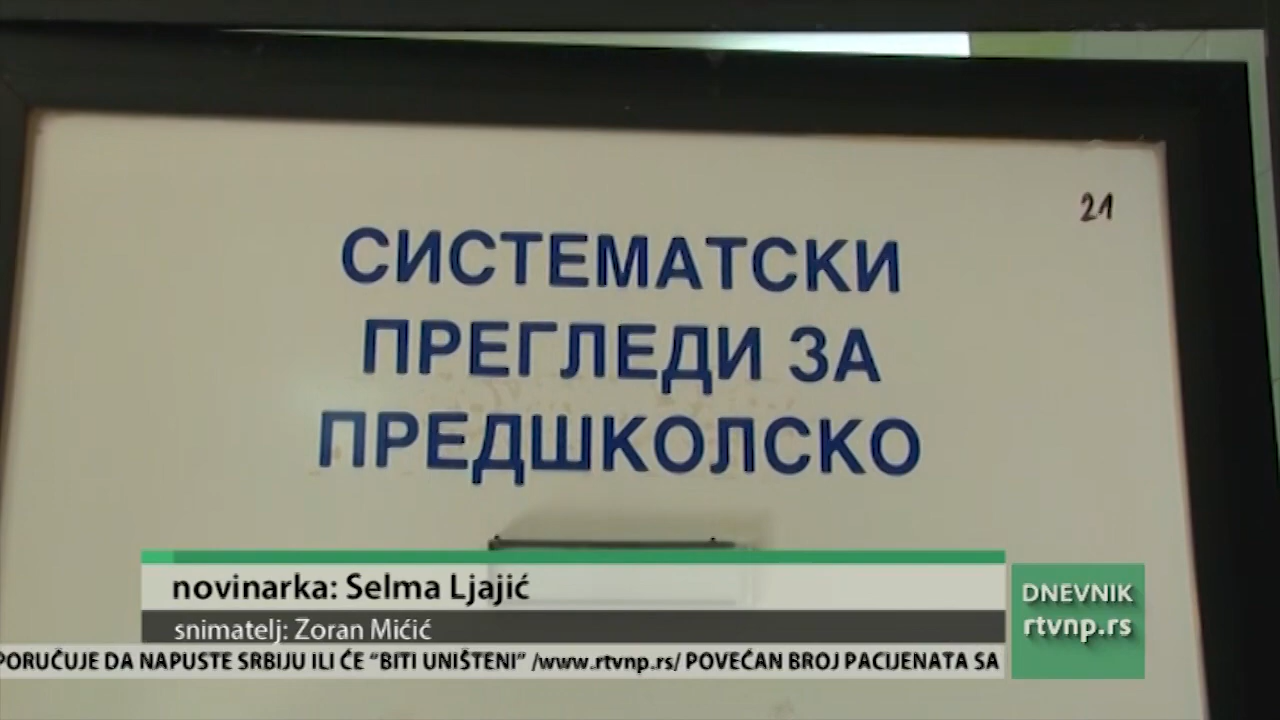 21
СИСТЕМАТСКИ
ПРЕГЛЕДИ ЗА
ПРЕДШКОЛСКО
novinarka: Selma Ljajić
snimatelj: Zoran Mićić
DNEVNIK
rtvnp.rs
PORUČUJE DA NAPUSTE SRBIJU ILI ĆE “BITI UNIŠTENI” /www.rtvnp.rs/ POVEĆAN BROJ PACIJENATA SA